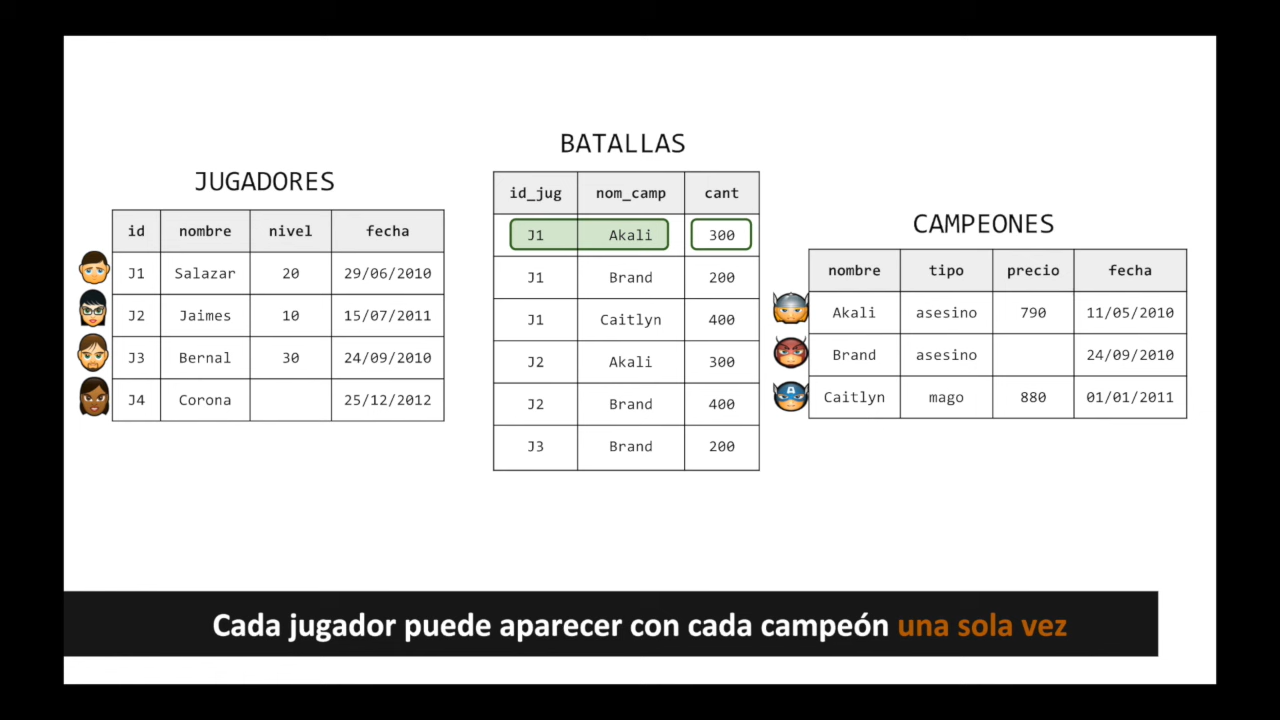 JUGADORES
id nombre nivel fecha
J1 Salazar 20 29/06/2010
J2 Jaimes 10 15/07/2011
J3 Bernal 30 24/09/2010
J4 Corona 25/12/2012
BATALLAS
id_jug nom_camp cant
J1 Akali 300
J1 Brand 200
J1 Caitlyn 400
J2 Akali 300
J2 Brand 400
J3 Brand 200
CAMPEONES
nombre tipo precio fecha
Akali asesino 790 11/05/2010
Brand asesino 24/09/2010
Caitlyn mago 880 01/01/2011
Cada jugador puede aparecer con cada campeón una sola vez